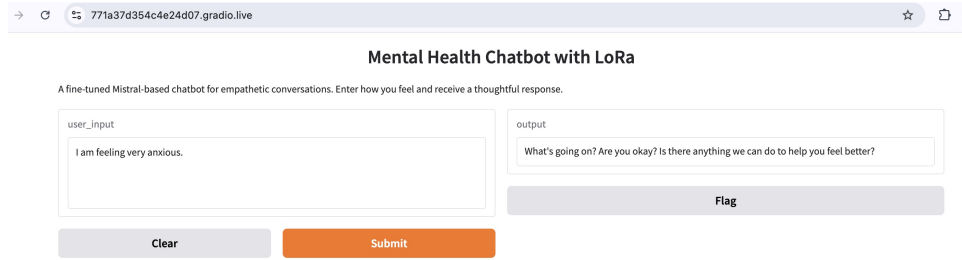 771a37d354c4e24d07.gradio.live
Mental Health Chatbot with LoRa
A fine-tuned Mistral-based chatbot for empathetic conversations. Enter how you feel and receive a thoughtful response.
user_input
I am feeling very anxious.
output
What's going on? Are you okay? Is there anything we can do to help you feel better?
Flag
Clear
Submit